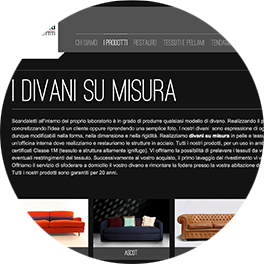 CHI SIAMO I PRODOTTI RESTAURO TESSUTI E PELLAMI TENDAGGI
I DIVANI SU MISURA
Scandaletti all'interno del proprio laboratorio è in grado di produrre qualsiasi modello di divano. Realizzando il
concretizzando l'idea di un cliente oppure riprendendo una semplice foto. I nostri divani sono espressione di
dunque modificabili nella forma, nella dimensione e nella rigidità. Realizziamo divani su misura in pelle e
un'officina interna dove realizziamo e restauriamo le strutture in acciaio. Tutti i nostri prodotti, per un uso in
certificati Classe 1M (tessuto e struttura altamente ignifugo). Vi offriamo la possibilità di prelevare i tessuti da
eventuali restringimenti del tessuto. Successivamente al vostro acquisto, il primo lavaggio del rivestimento vi
Offriamo il servizio di sfoderare a domicilio il vostro divano e rimontare la fodera presso la vostra abitazione
Tutti i nostri prodotti sono garantiti per 20 anni.
ASCOT